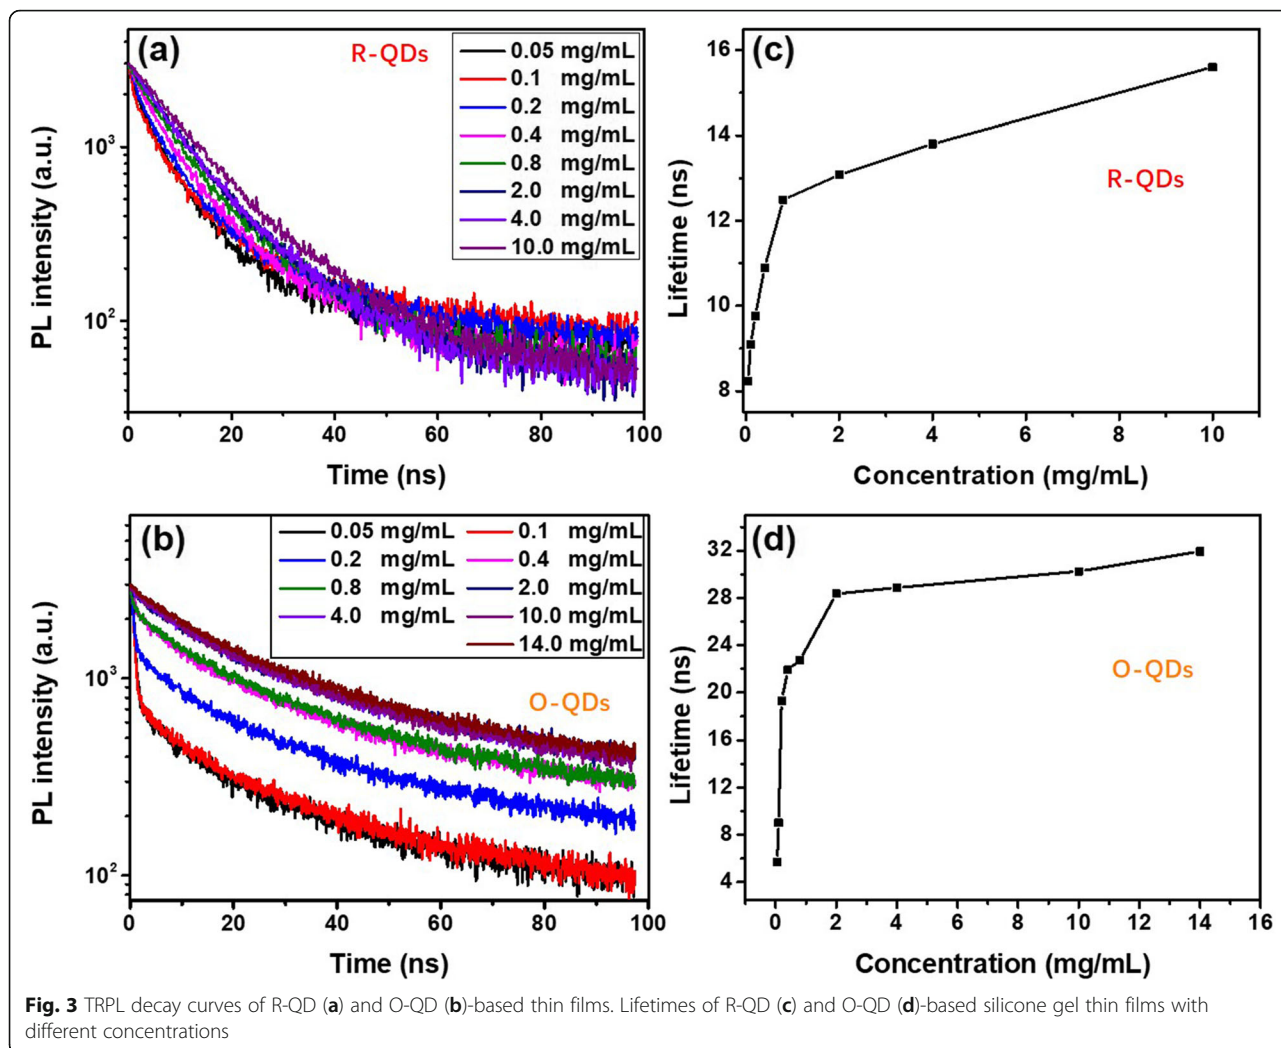 (a)
R-QDs
0.05 mg/mL
0.1 mg/mL
0.2 mg/mL
0.4 mg/mL
0.8 mg/mL
2.0 mg/mL
4.0 mg/mL
10.0 mg/mL
PL intensity (a.u.)
10³
10²
0 20 40 60 80 100
Time (ns)
(c)
R-QDs
Lifetime (ns)
16
14
12
10
8
0 2 4 6 8 10
Concentration (mg/mL)
(b)
0.05 mg/mL 0.1 mg/mL
0.2 mg/mL 0.4 mg/mL
0.8 mg/mL 2.0 mg/mL
4.0 mg/mL 10.0 mg/mL
14.0 mg/mL
O-QDs
PL intensity (a.u.)
10³
10²
0 20 40 60 80 100
Time (ns)
(d)
O-QDs
Lifetime (ns)
32
28
24
20
16
12
8
4
0 2 4 6 8 10 12 14 16
Concentration (mg/mL)
Fig. 3 TRPL decay curves of R-QD (a) and O-QD (b)-based thin films. Lifetimes of R-QD (c) and O-QD (d)-based silicone gel thin films with
different concentrations